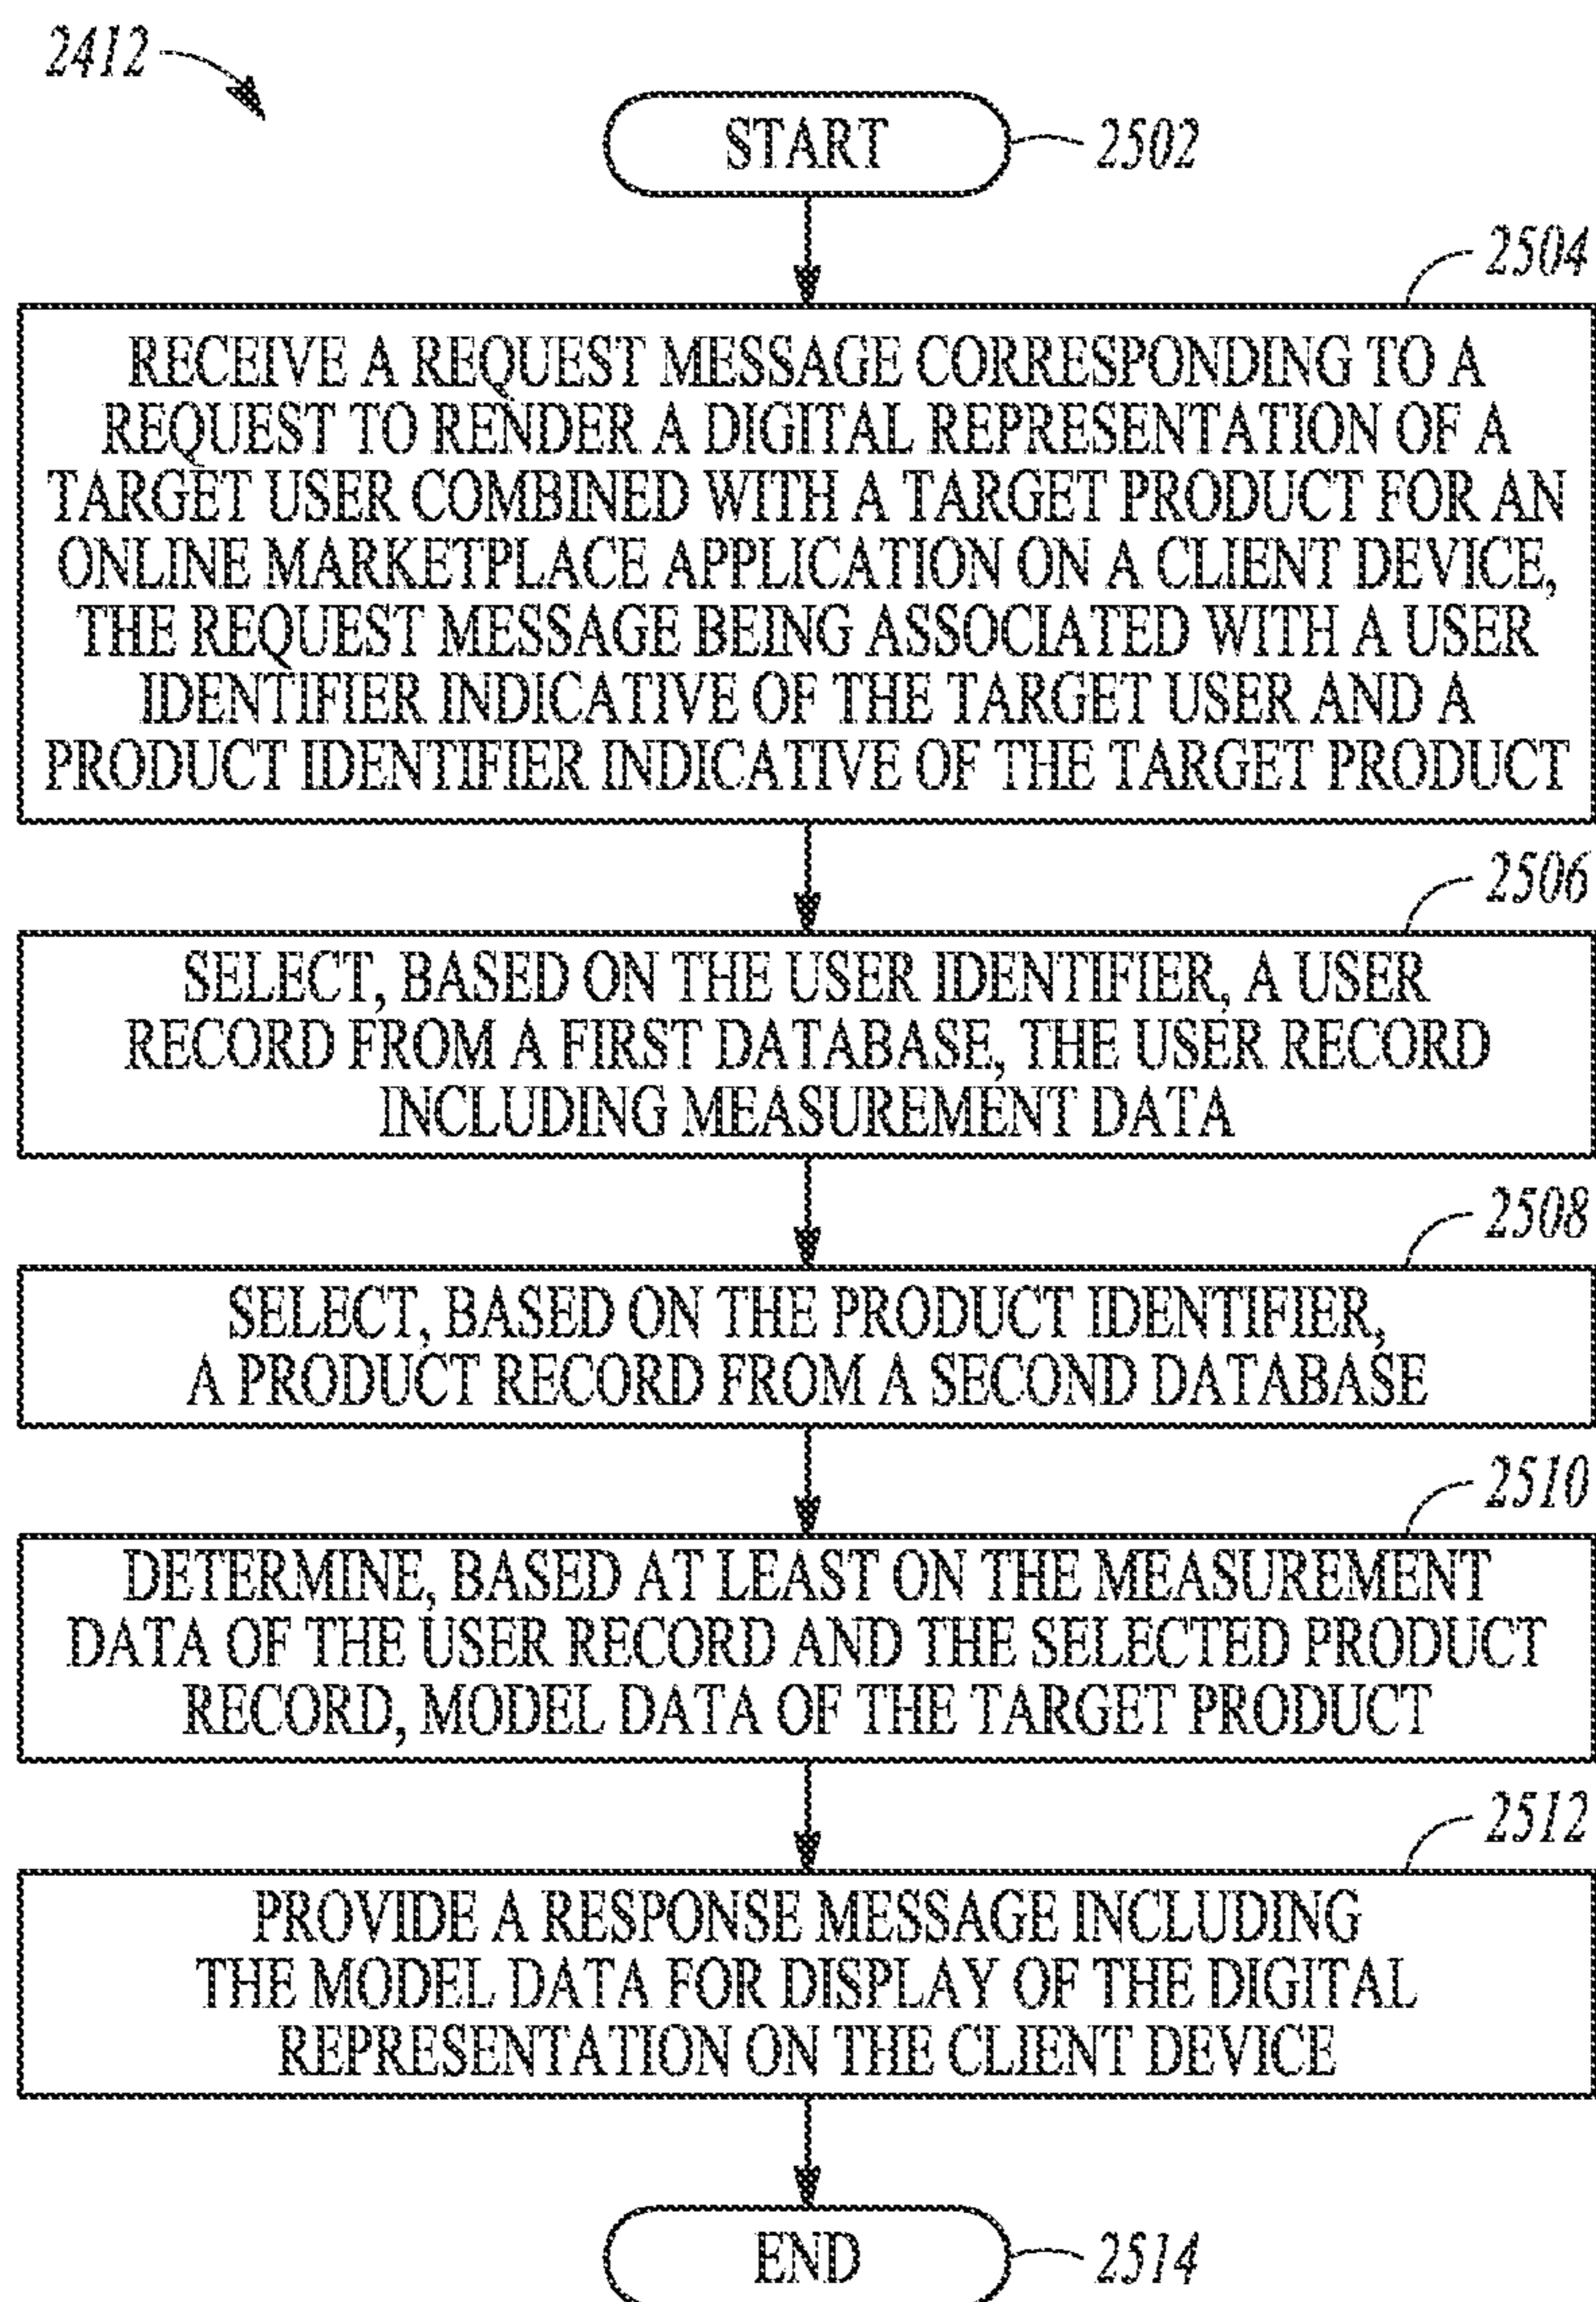 2412
START
2502
2504
RECEIVE A REQUEST MESSAGE CORRESPONDING TO A
REQUEST TO RENDER A DIGITAL REPRESENTATION OF A
TARGET USER COMBINED WITH A TARGET PRODUCT FOR AN
ONLINE MARKETPLACE APPLICATION ON A CLIENT DEVICE,
THE REQUEST MESSAGE BEING ASSOCIATED WITH A USER
IDENTIFIER INDICATIVE OF THE TARGET USER AND A
PRODUCT IDENTIFIER INDICATIVE OF THE TARGET PRODUCT
2506
SELECT, BASED ON THE USER IDENTIFIER, A USER
RECORD FROM A FIRST DATABASE, THE USER RECORD
INCLUDING MEASUREMENT DATA
2508
SELECT, BASED ON THE PRODUCT IDENTIFIER,
A PRODUCT RECORD FROM A SECOND DATABASE
2510
DETERMINE, BASED AT LEAST ON THE MEASUREMENT
DATA OF THE USER RECORD AND THE SELECTED PRODUCT
RECORD, MODEL DATA OF THE TARGET PRODUCT
2512
PROVIDE A RESPONSE MESSAGE INCLUDING
THE MODEL DATA FOR DISPLAY OF THE DIGITAL
REPRESENTATION ON THE CLIENT DEVICE
END
2514